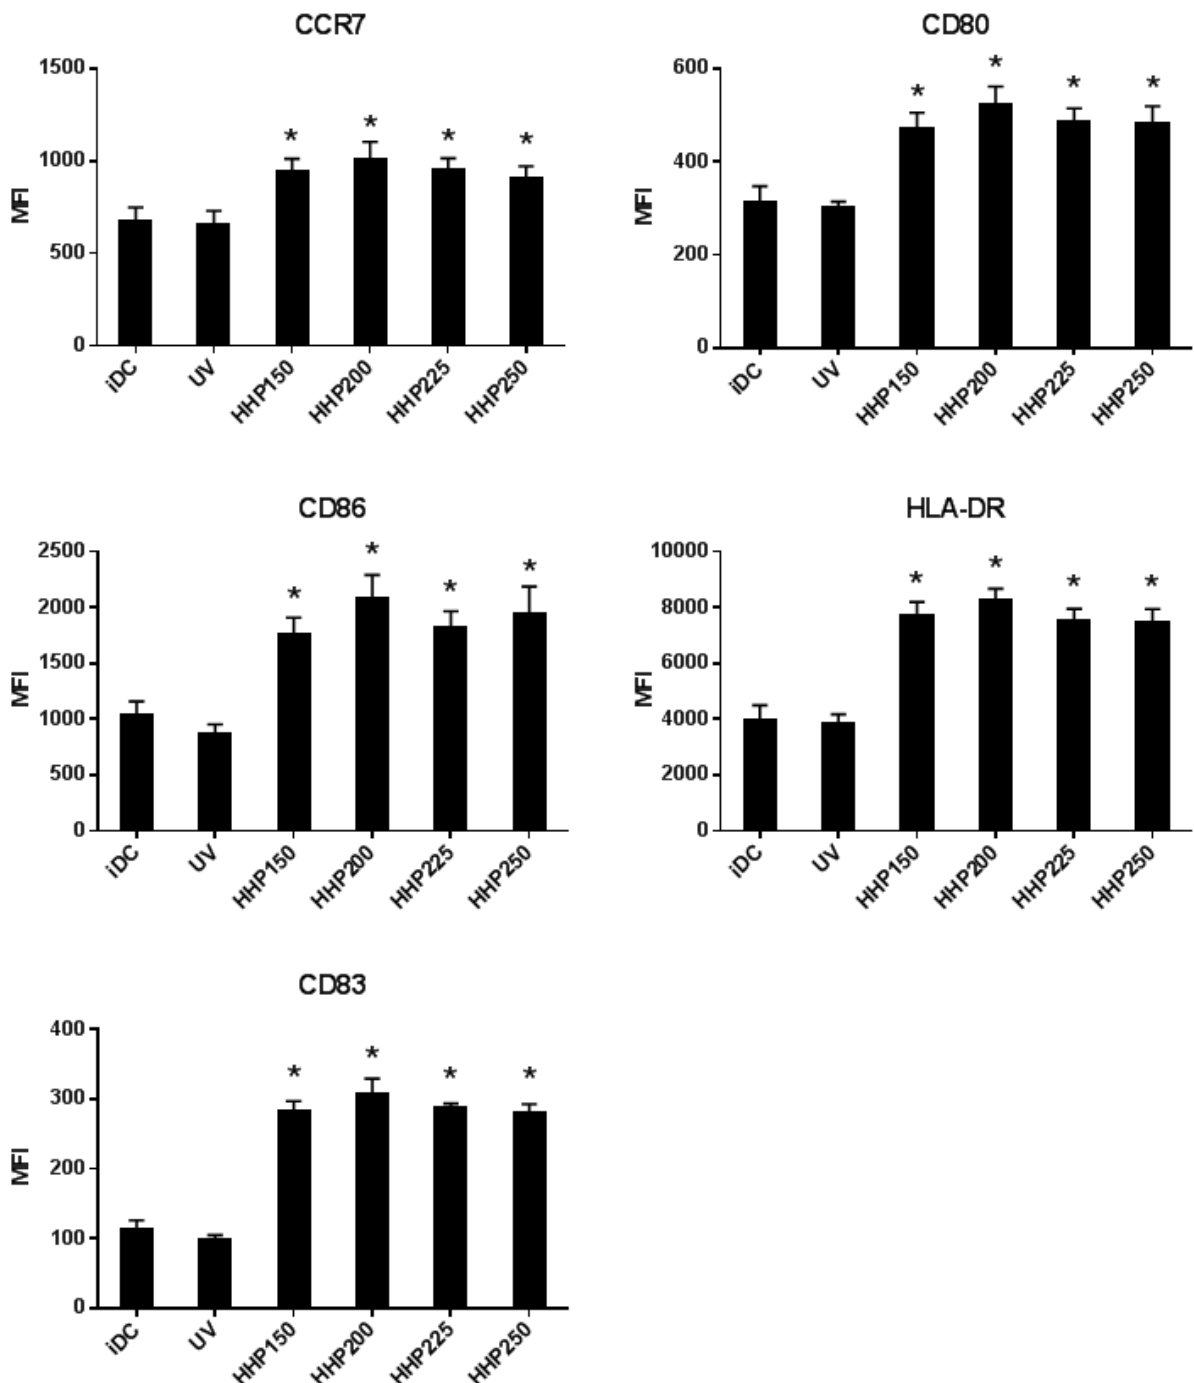 CCR7
1500
1000
500
0
MFI
*
*
*
*
iDC
UV
HHP150
HHP200
HHP225
HHP250
CD80
600
400
200
0
MFI
*
*
*
*
iDC
UV
HHP150
HHP200
HHP225
HHP250
CD86
2500
2000
1500
1000
500
0
MFI
*
*
*
*
iDC
UV
HHP150
HHP200
HHP225
HHP250
HLA-DR
10000
8000
6000
4000
2000
0
MFI
*
*
*
*
iDC
UV
HHP150
HHP200
HHP225
HHP250
CD83
400
300
200
100
0
MFI
*
*
*
*
iDC
UV
HHP150
HHP200
HHP225
HHP250